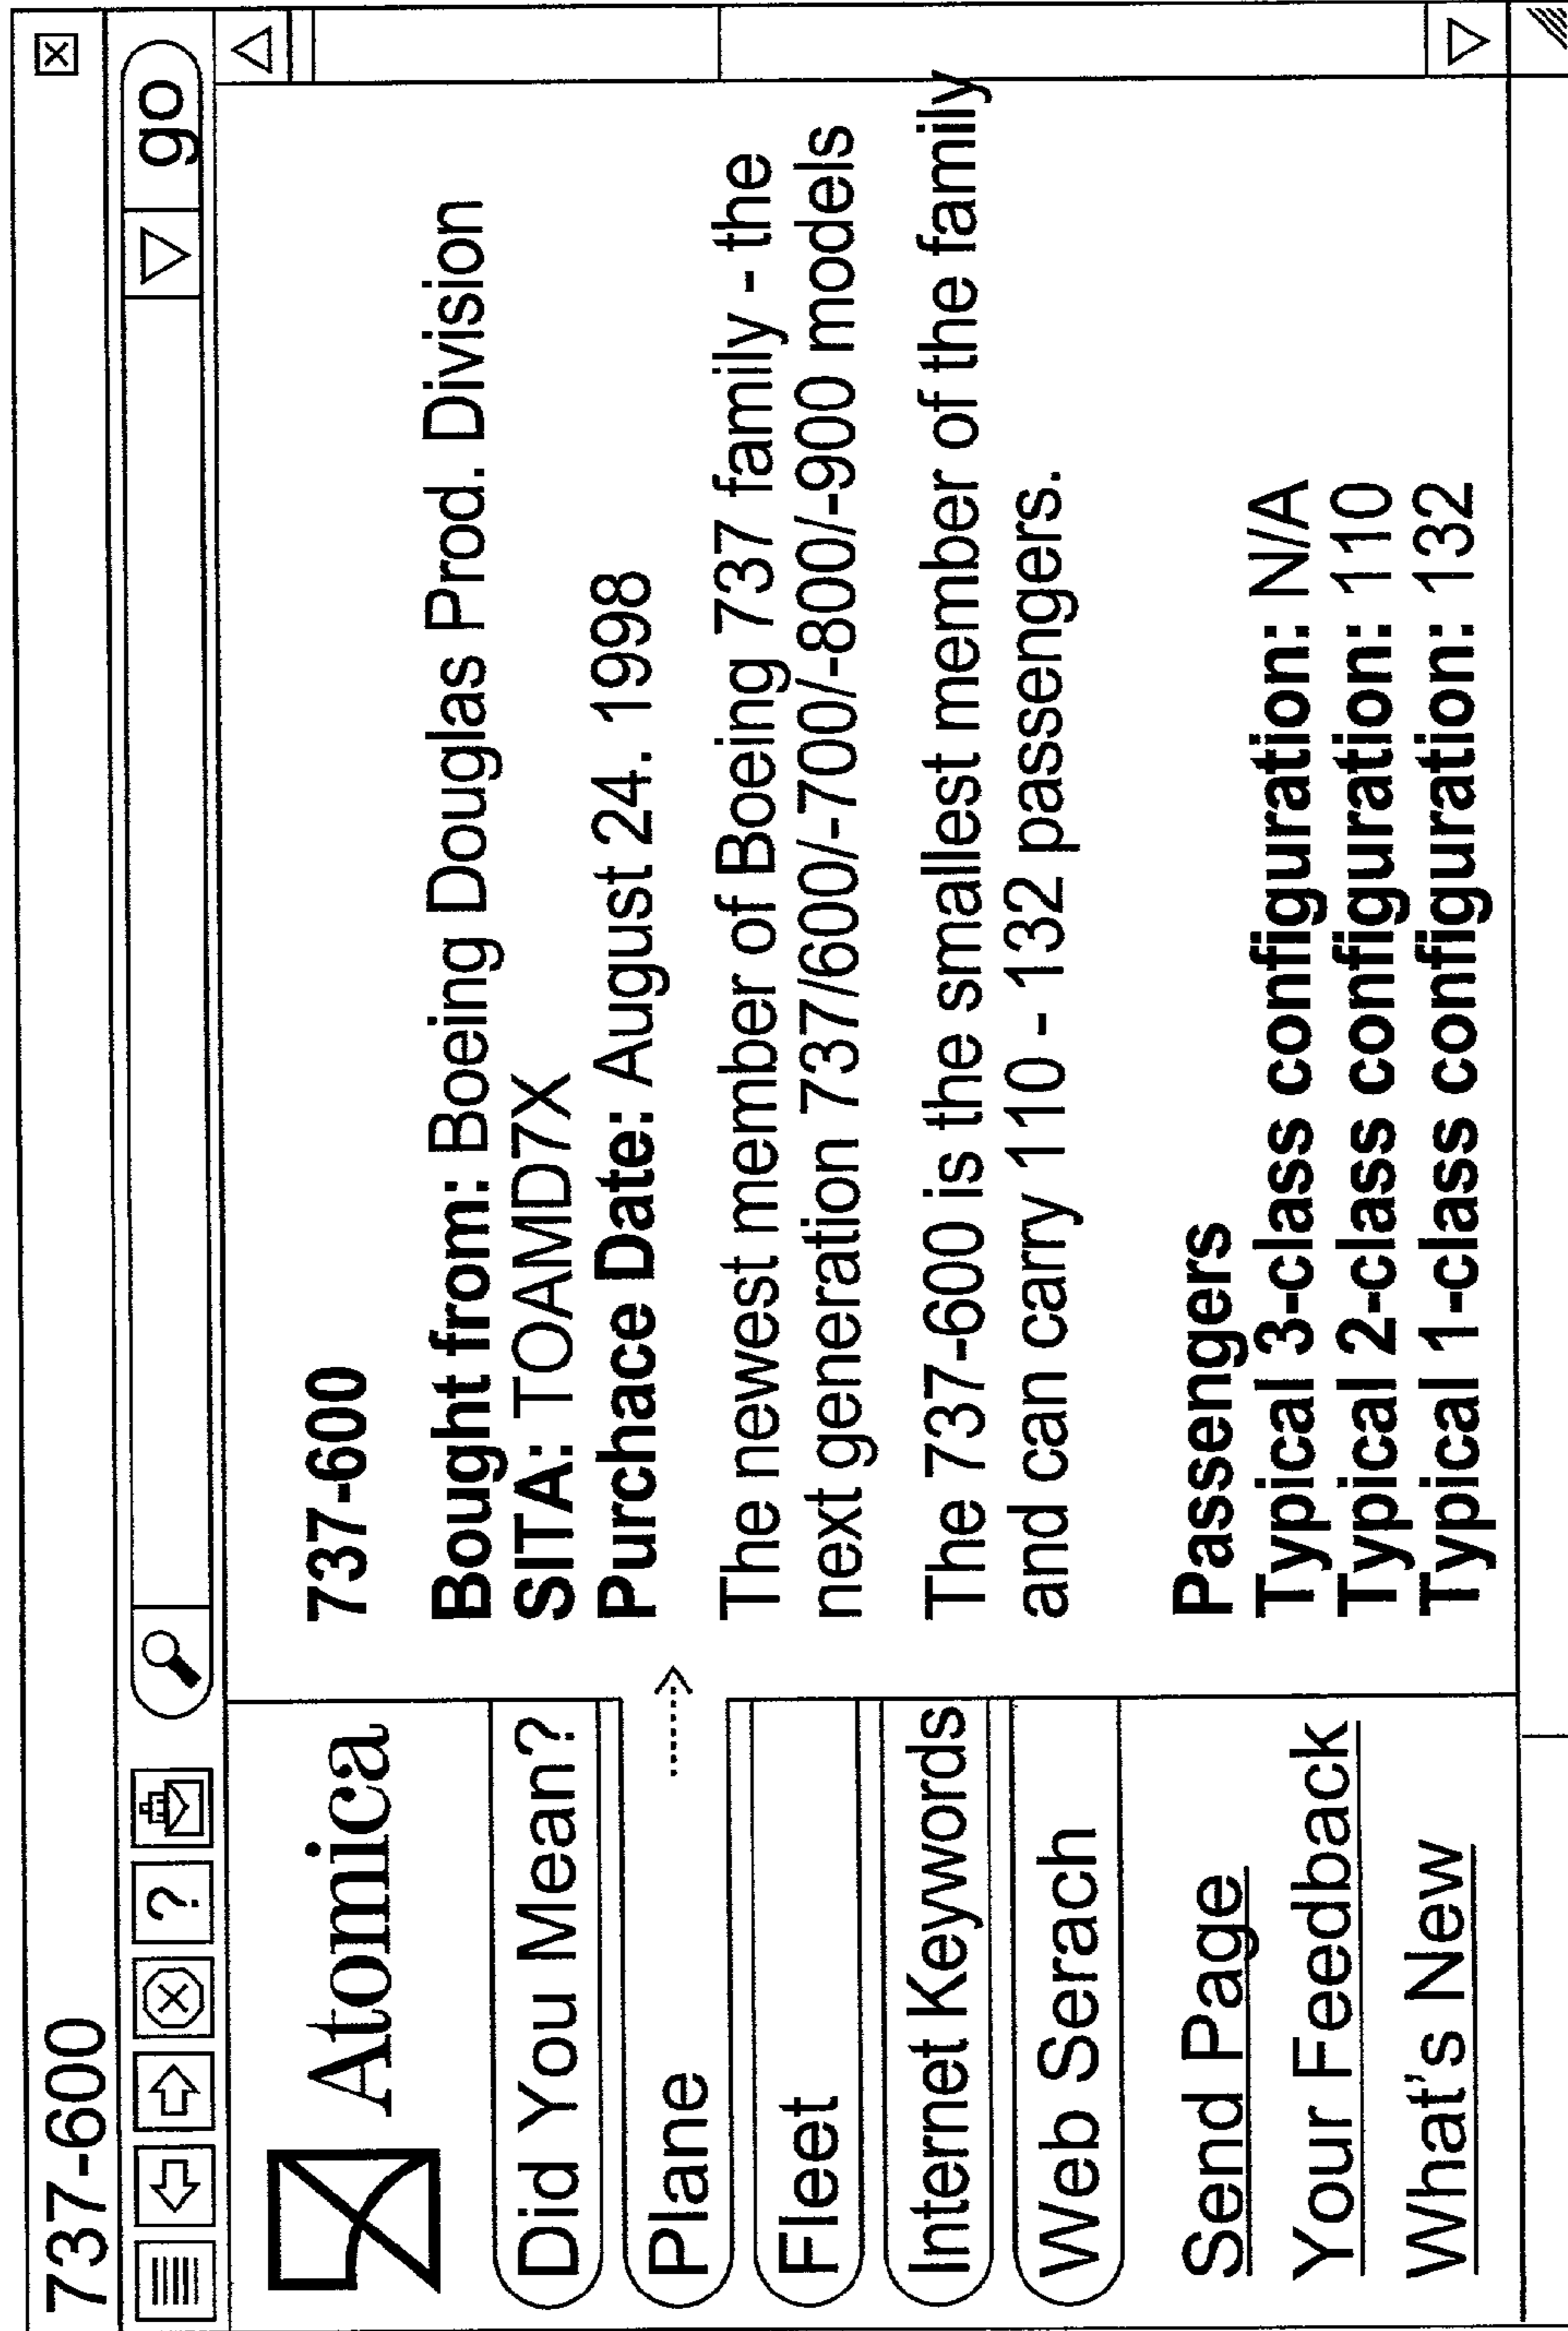 737-600
? go
Atomica
Did You Mean?
Plane
Fleet
Internet Keywords
Web Serach
Send Page
Your Feedback
What's New
737-600
Bought from: Boeing Douglas Prod. Division
SITA: TOAMD7X
Purchace Date: August 24. 1998
The newest member of Boeing 737 family - the
next generation 737/600/-700/-800/-900 models
The 737-600 is the smallest member of the family
and can carry 110 - 132 passengers.
Passengers
Typical 3-class configuration: N/A
Typical 2-class configuration: 110
Typical 1-class configuration: 132